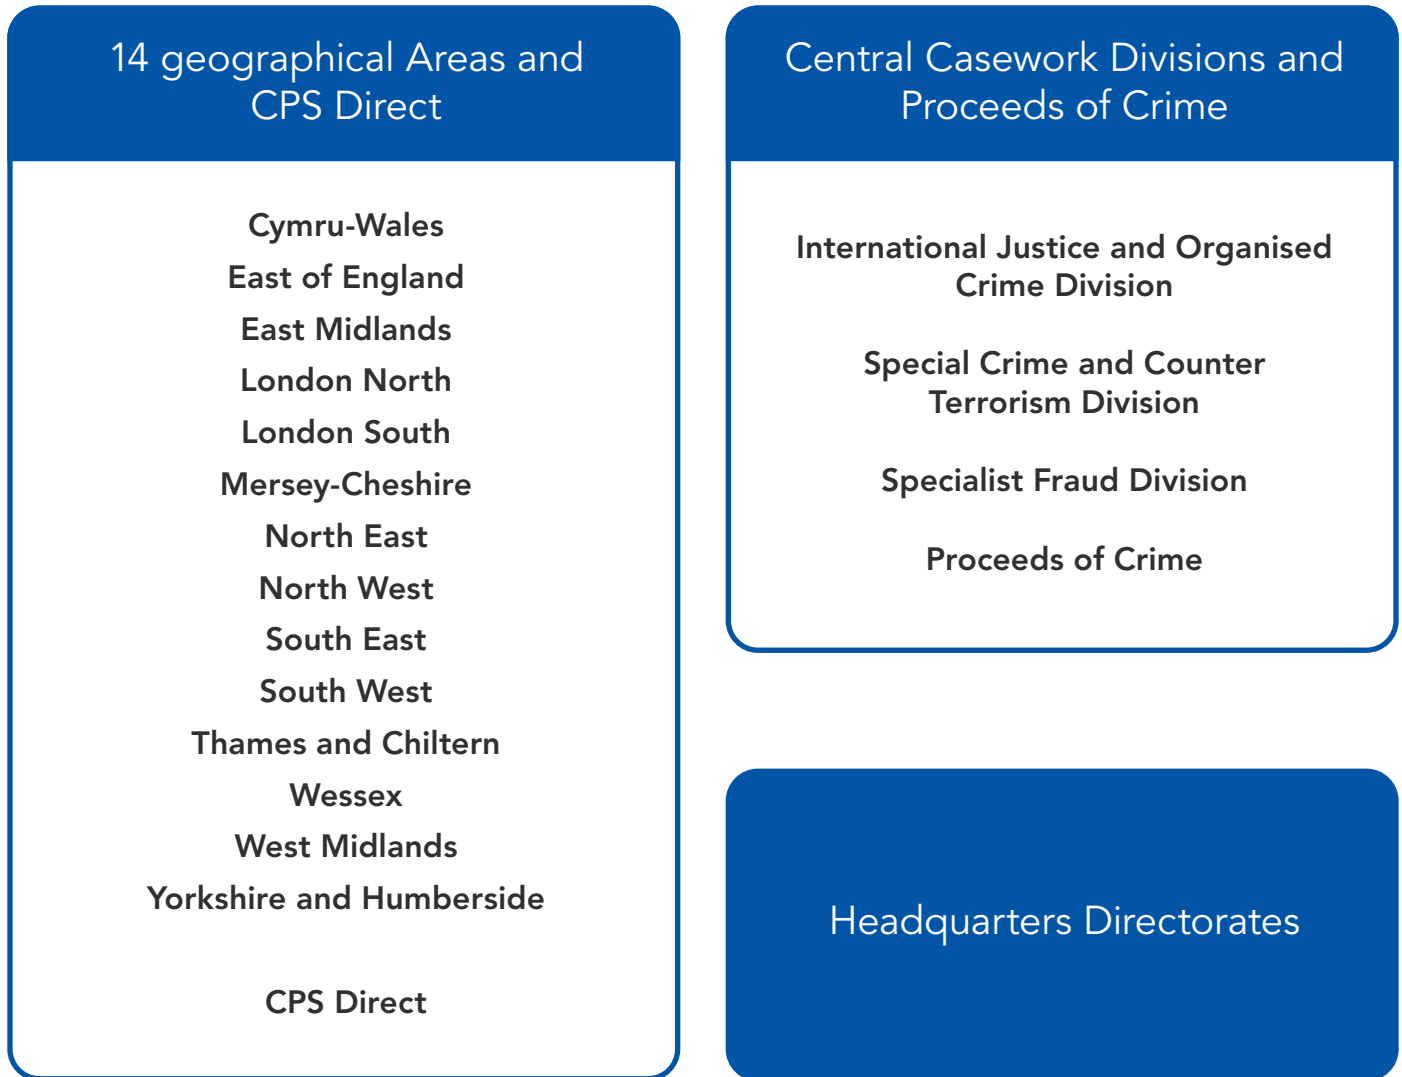 14 geographical Areas and
CPS Direct
Cymru-Wales
East of England
East Midlands
London North
London South
Mersey-Cheshire
North East
North West
South East
South West
Thames and Chiltern
Wessex
West Midlands
Yorkshire and Humberside
CPS Direct
Central Casework Divisions and
Proceeds of Crime
International Justice and Organised
Crime Division
Special Crime and Counter
Terrorism Division
Specialist Fraud Division
Proceeds of Crime
Headquarters Directorates